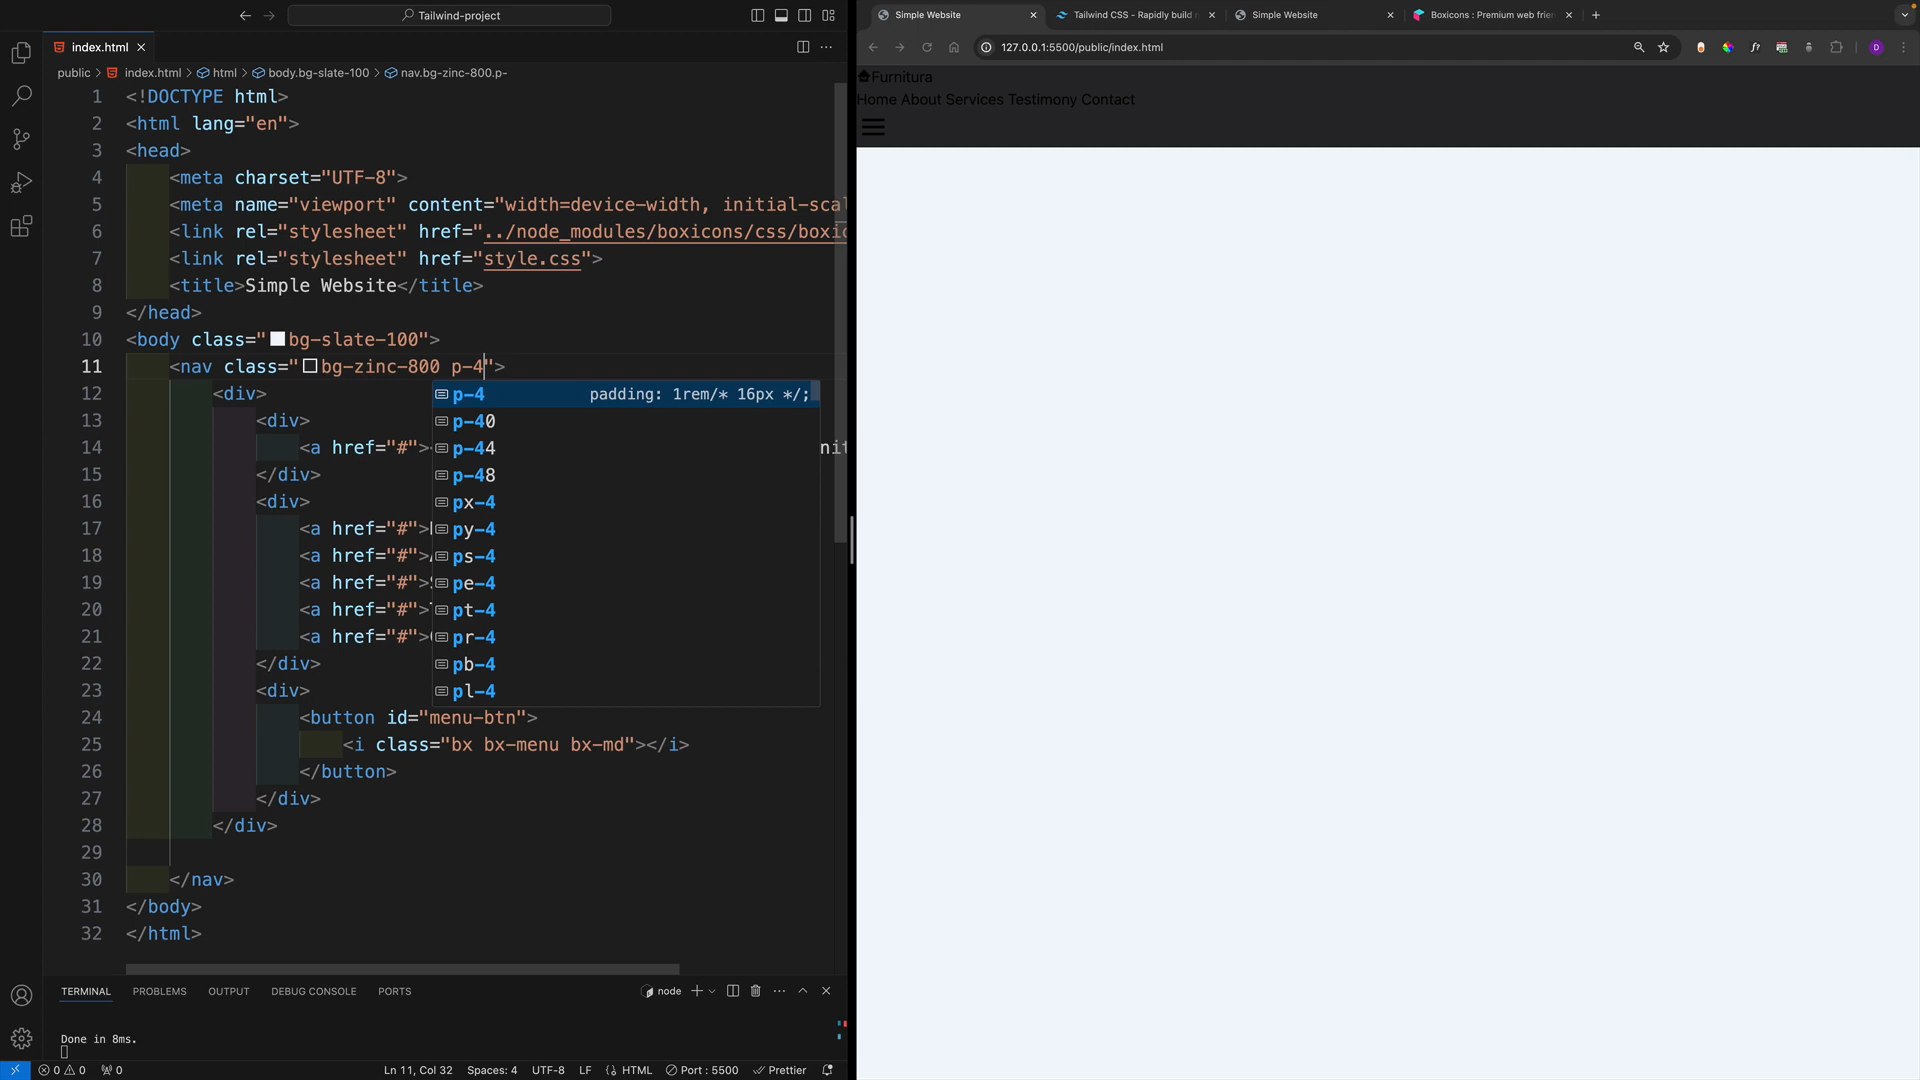 Tailwind-project
index.html
public > index.html > html > body.bg-slate-100 > nav.bg-zinc-800.p-
1 <!DOCTYPE html>
2 <html lang="en">
3 <head>
4 <meta charset="UTF-8">
5 <meta name="viewport" content="width=device-width, initial-scal
6 <link rel="stylesheet" href="../node_modules/boxicons/css/boxic
7 <link rel="stylesheet" href="style.css">
8 <title>Simple Website</title>
9 </head>
10 <body class="bg-slate-100">
11 <nav class="bg-zinc-800 p-4">
12 <div>
p-4 padding: 1rem/* 16px */;
13 <div>
p-40
14 <a href="#">
p-44
nit
15 </div>
p-48
16 <div>
px-4
17 <a href="#">
py-4
18 <a href="#">
ps-4
19 <a href="#">
pe-4
20 <a href="#">
pt-4
21 <a href="#">
pr-4
22 </div>
pb-4
23 <div>
pl-4
24 <button id="menu-btn">
25 <i class="bx bx-menu bx-md"></i>
26 </button>
27 </div>
28 </div>
29
30 </nav>
31 </body>
32 </html>
TERMINAL PROBLEMS OUTPUT DEBUG CONSOLE PORTS node
Done in 8ms.
0 0 0 Ln 11, Col 32 Spaces: 4 UTF-8 LF HTML Port : 5500 Prettier
Simple Website Tailwind CSS - Rapidly build Simple Website Boxicons : Premium web frien
127.0.0.1:5500/public/index.html
D
Furnitura
Home About Services Testimony Contact